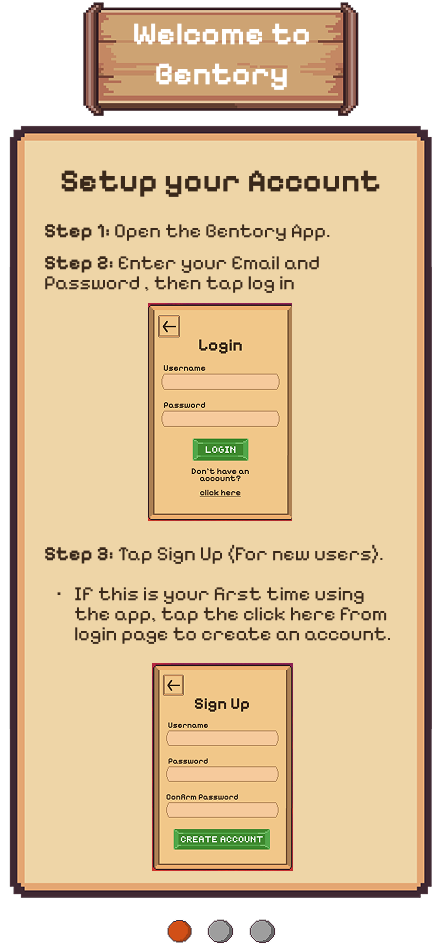 Welcome to
Bentory
Setup your Account
Step 1: Open the Bentory App.
Step 2: Enter your Email and
Password , then tap log in
Login
Username
Password
LOGIN
Don't have an
account?
click here
Step 3: Tap Sign Up (For new users).
· If this is your first time using
the app, tap the click here from
login page to create an account.
Sign Up
Username
Password
Confirm Password
CREATE ACCOUNT